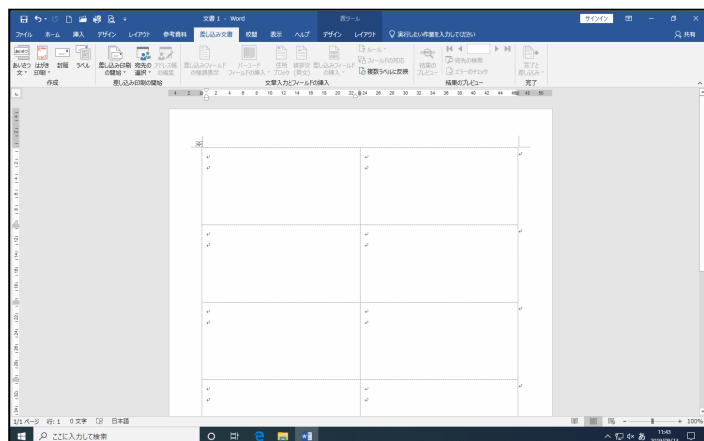 文書 1 - Word
表ツール
サインイン
ファイル ホーム 挿入 デザイン レイアウト 参考資料 差し込み文書 校閲 表示 ヘルプ デザイン レイアウト 実行したい作業を入力してください 共有
あいさつ文 はがき印刷 封筒 ラベル
差し込み印刷の開始 宛先の選択 アドレス帳の編集
差し込みフィールドの強調表示 バーコードフィールドの挿入 住所ブロック 挨拶文(英文) 差し込みフィールドの挿入
ルール
フィールドの対応
複数ラベルに反映
結果のプレビュー
宛先の検索
エラーのチェック
完了と差し込み
作成 差し込み印刷の開始 文章入力とフィールドの挿入 結果のプレビュー 完了
1/1 ページ 行: 1 0 文字 日本語 100%
ここに入力して検索
あ
11:43